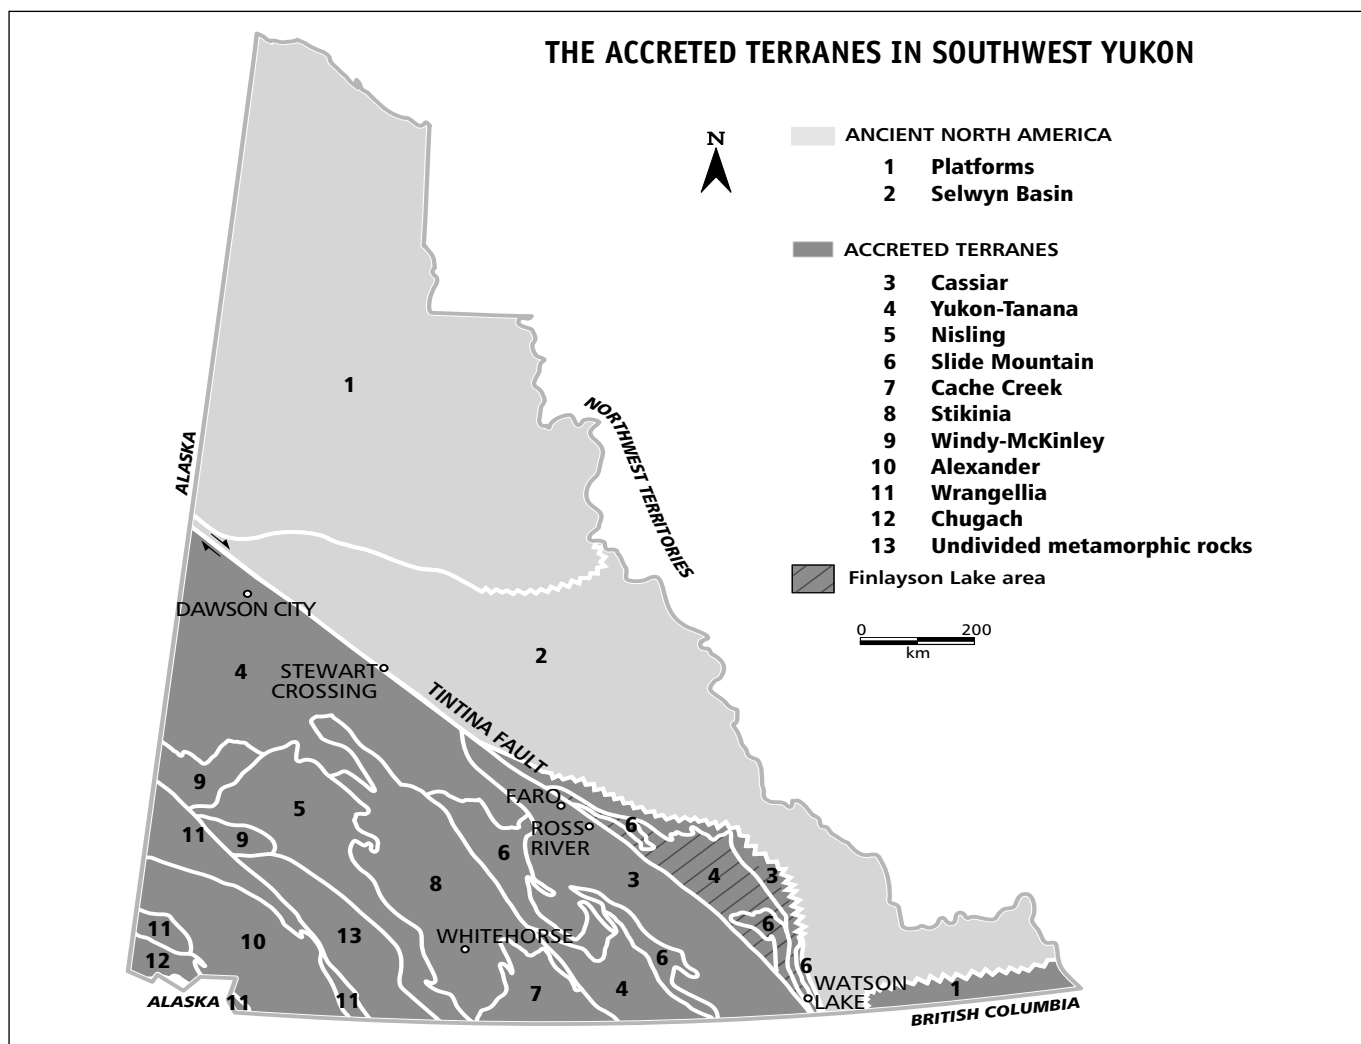 THE ACCRETED TERRANES IN SOUTHWEST YUKON
N
ANCIENT NORTH AMERICA
1 Platforms
2 Selwyn Basin
ACCRETED TERRANES
3 Cassiar
4 Yukon-Tanana
5 Nisling
6 Slide Mountain
7 Cache Creek
8 Stikinia
9 Windy-McKinley
10 Alexander
11 Wrangellia
12 Chugach
13 Undivided metamorphic rocks
Finlayson Lake area
0 200
km
1
ALASKA
NORTHWEST TERRITORIES
DAWSON CITY
2
4
STEWART
CROSSING
TINTINA FAULT
9
5
FARO
11
9
ROSS
RIVER
6
6
8
3
4
3
11
10
13
WHITEHORSE
6
12
6
6
7
4
11
11
ALASKA
WATSON
LAKE
1
BRITISH COLUMBIA